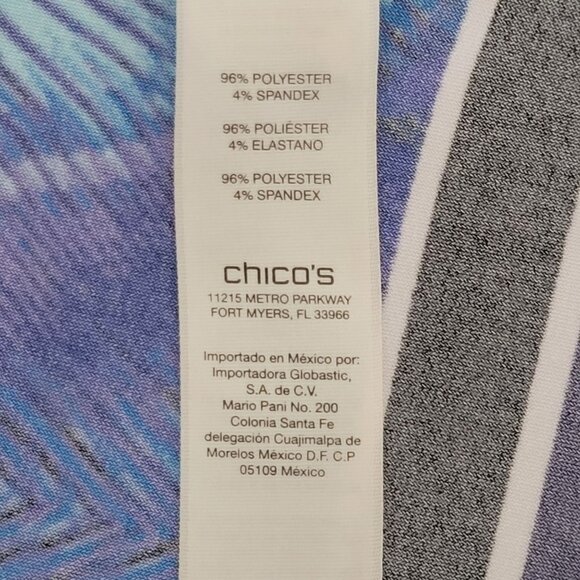 96% POLYESTER
4% SPANDEX
96% POLIÉSTER
4% ELASTANO
96% POLYESTER
4% SPANDEX
chico's
11215 METRO PARKWAY
FORT MYERS, FL 33966
Importado en México por:
Importadora Globastic,
S.A. de C.V.
Mario Pani No. 200
Colonia Santa Fe
delegación Cuajimalpa de
Morelos México D.F. C.P
05109 México